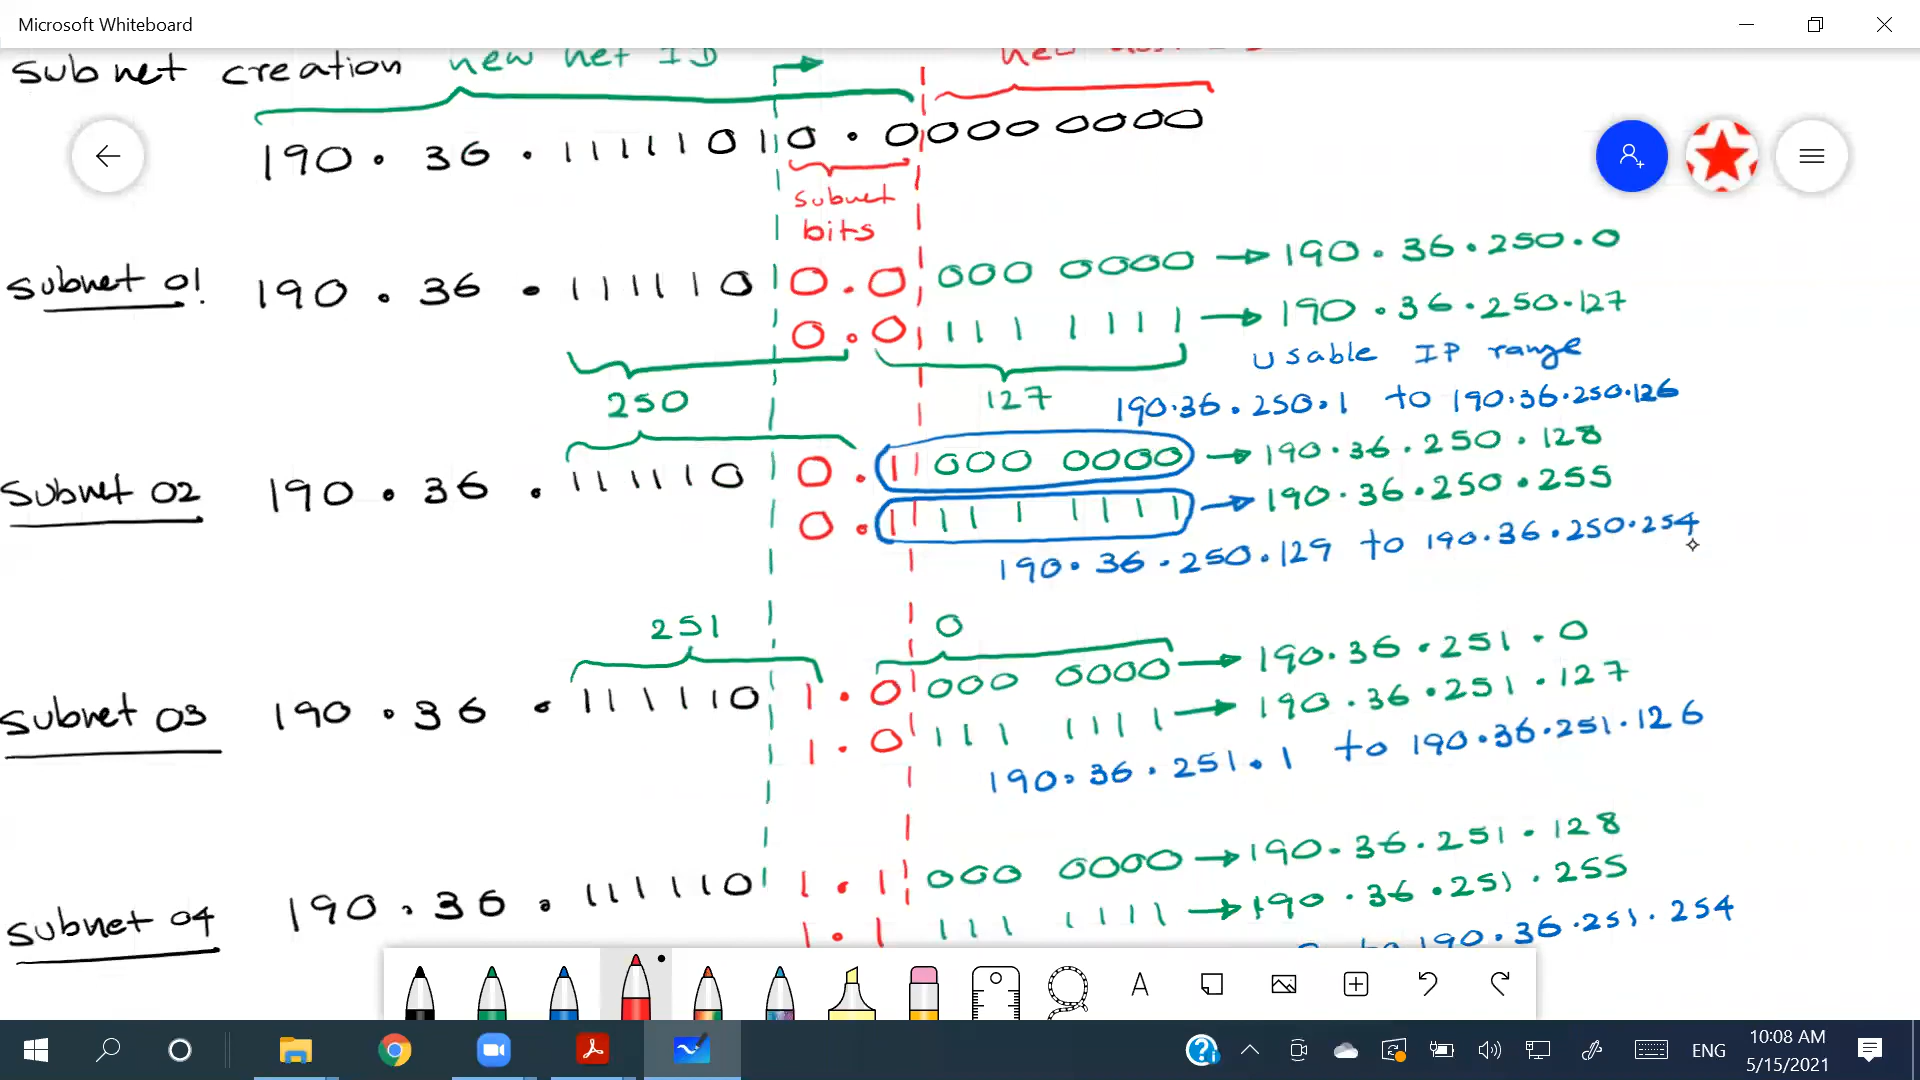 Microsoft Whiteboard
subnet creation new net ID
190 . 36 . 11111010 . 00000 0000
subnet
bits
Subnet 01! 190 . 36 . 111110 0.0 000 0000 → 190.36.250.0
0.0 111 1111 → 190.36.250.127
Usable IP range
250 127 190.36.250.1 to 190.36.250.126
Subnet 02 190.36.111110 0.1 000 0000 → 190.36.250.128
0.1 111 1111 → 190.36.250.255
190.36.250.129 to 190.36.250.254
251 0
Subnet 03 190.36.111110 1.0 000 0000 → 190.36.251.0
1.0 111 1111 → 190.36.251.127
190.36.251.1 to 190.36.251.126
Subnet 04 190.36.111110 1.1 000 0000 → 190.36.251.128
1.1 111 1111 → 190.36.251.255
190.36.251.254
A
ENG
10:08 AM
5/15/2021